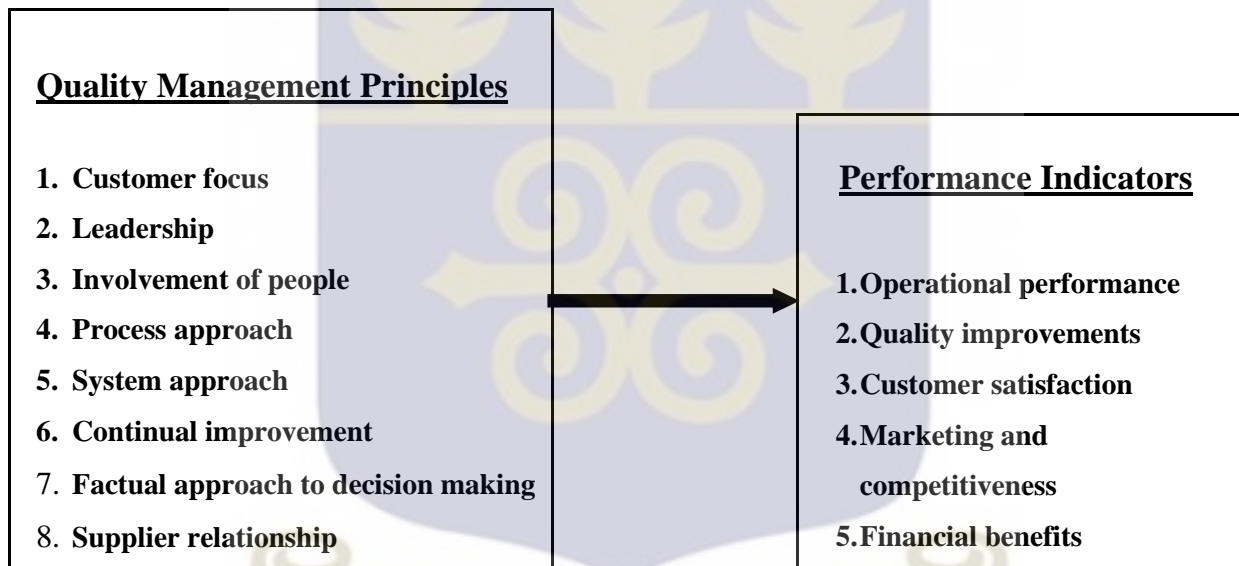 Quality Management Principles
1. Customer focus
2. Leadership
3. Involvement of people
4. Process approach
5. System approach
6. Continual improvement
7. Factual approach to decision making
8. Supplier relationship
Performance Indicators
1.Operational performance
2.Quality improvements
3.Customer satisfaction
4.Marketing and
competitiveness
5.Financial benefits